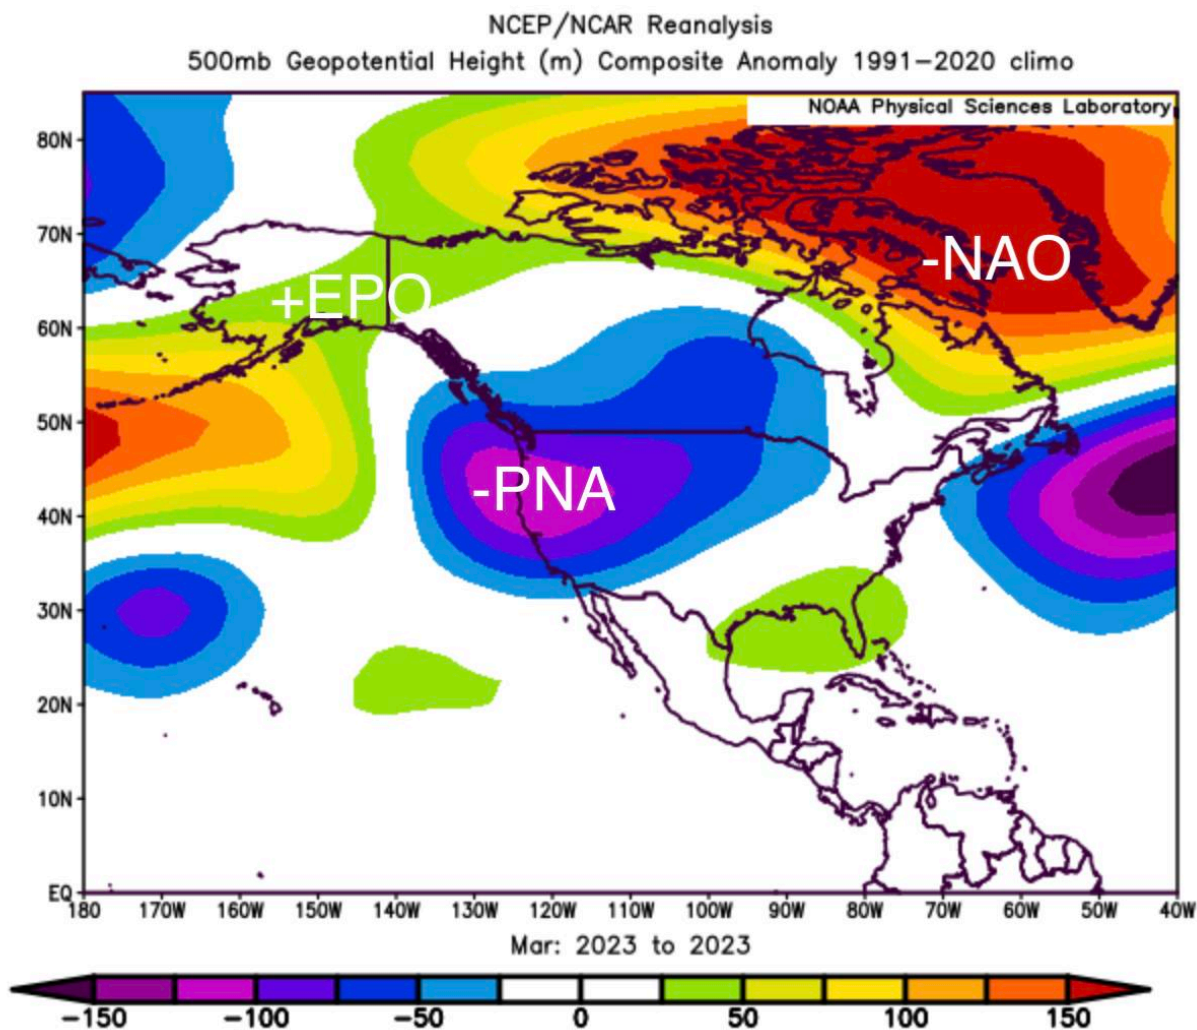 NCEP/NCAR Reanalysis
500mb Geopotential Height (m) Composite Anomaly 1991-2020 climo
NOAA Physical Sciences Laboratory
80N
70N
-NAO
+EPO
60N
50N
-PNA
40N
30N
20N
10N
EQ
180 170W 160W 150W 140W 130W 120W 110W 100W 90W 80W 70W 60W 50W 40W
Mar: 2023 to 2023
-150 -100 -50 0 50 100 150